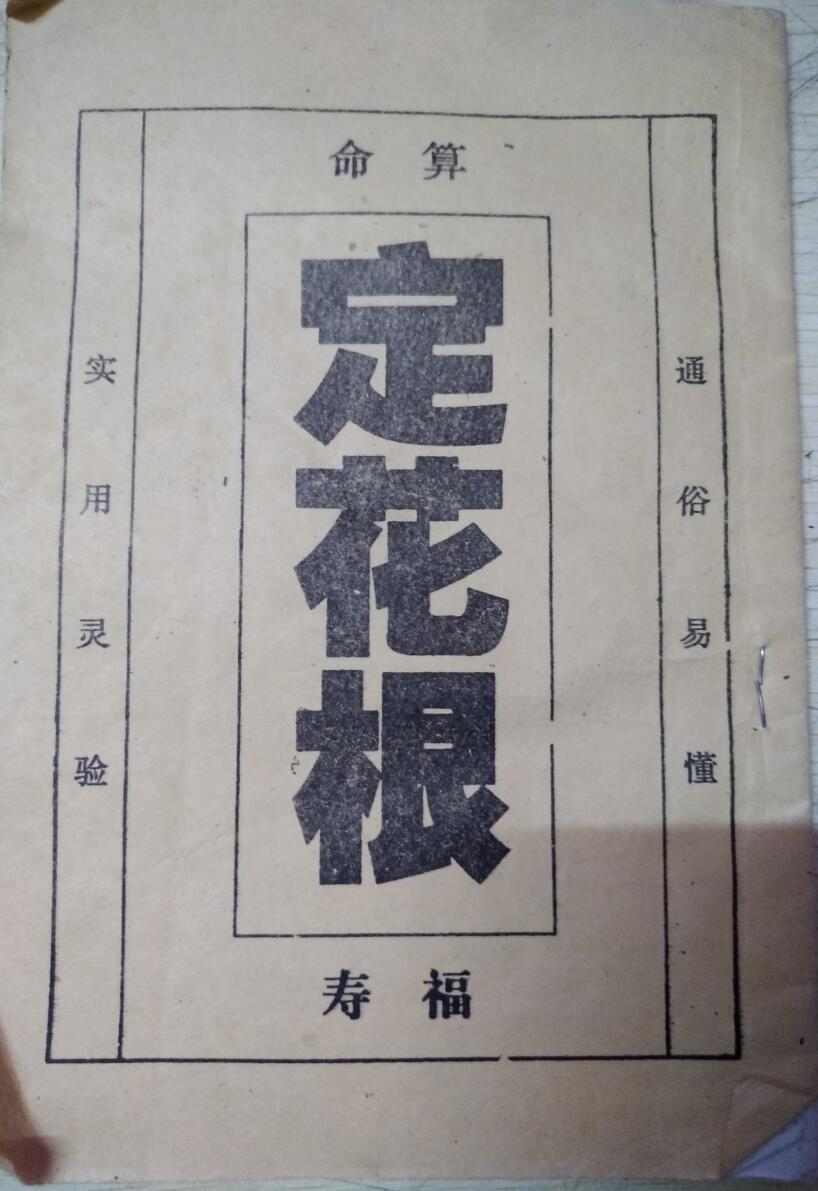 算命
通俗易懂
定花根
实用灵验
福寿